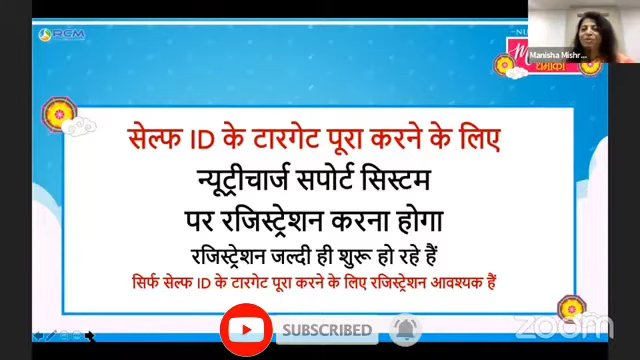 RCM
NU
Manisha Mishr...
धमाका
सेल्फ ID के टारगेट पूरा करने के लिए
न्यूट्रीचार्ज सपोर्ट सिस्टम
पर रजिस्ट्रेशन करना होगा
रजिस्ट्रेशन जल्दी ही शुरू हो रहे हैं
सिर्फ सेल्फ ID के टारगेट पूरा करने के लिए रजिस्ट्रेशन आवश्यक हैं
SUBSCRIBED
zoom